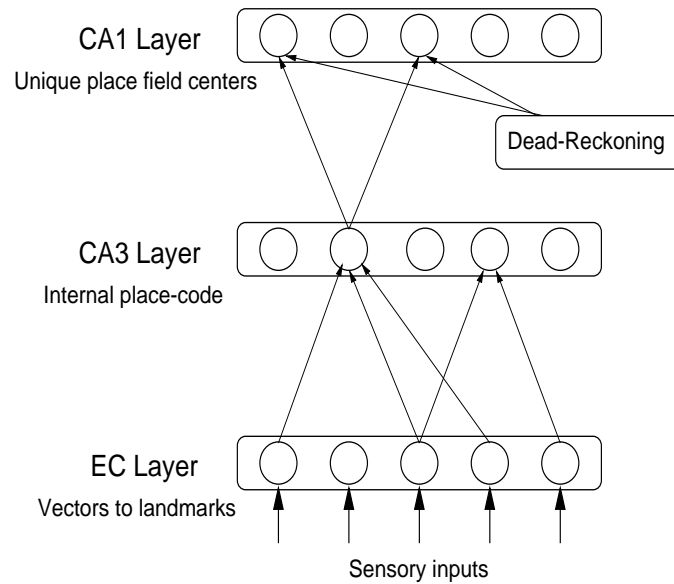 CA1 Layer
Unique place field centers
Dead-Reckoning
CA3 Layer
Internal place-code
EC Layer
Vectors to landmarks
Sensory inputs